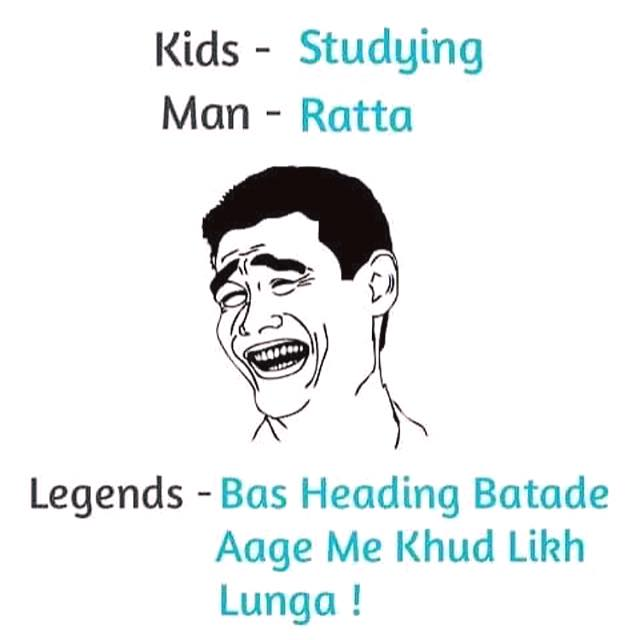 Kids - Studying
Man - Ratta
Legends - Bas Heading Batade
Aage Me Khud Likh
Lunga !